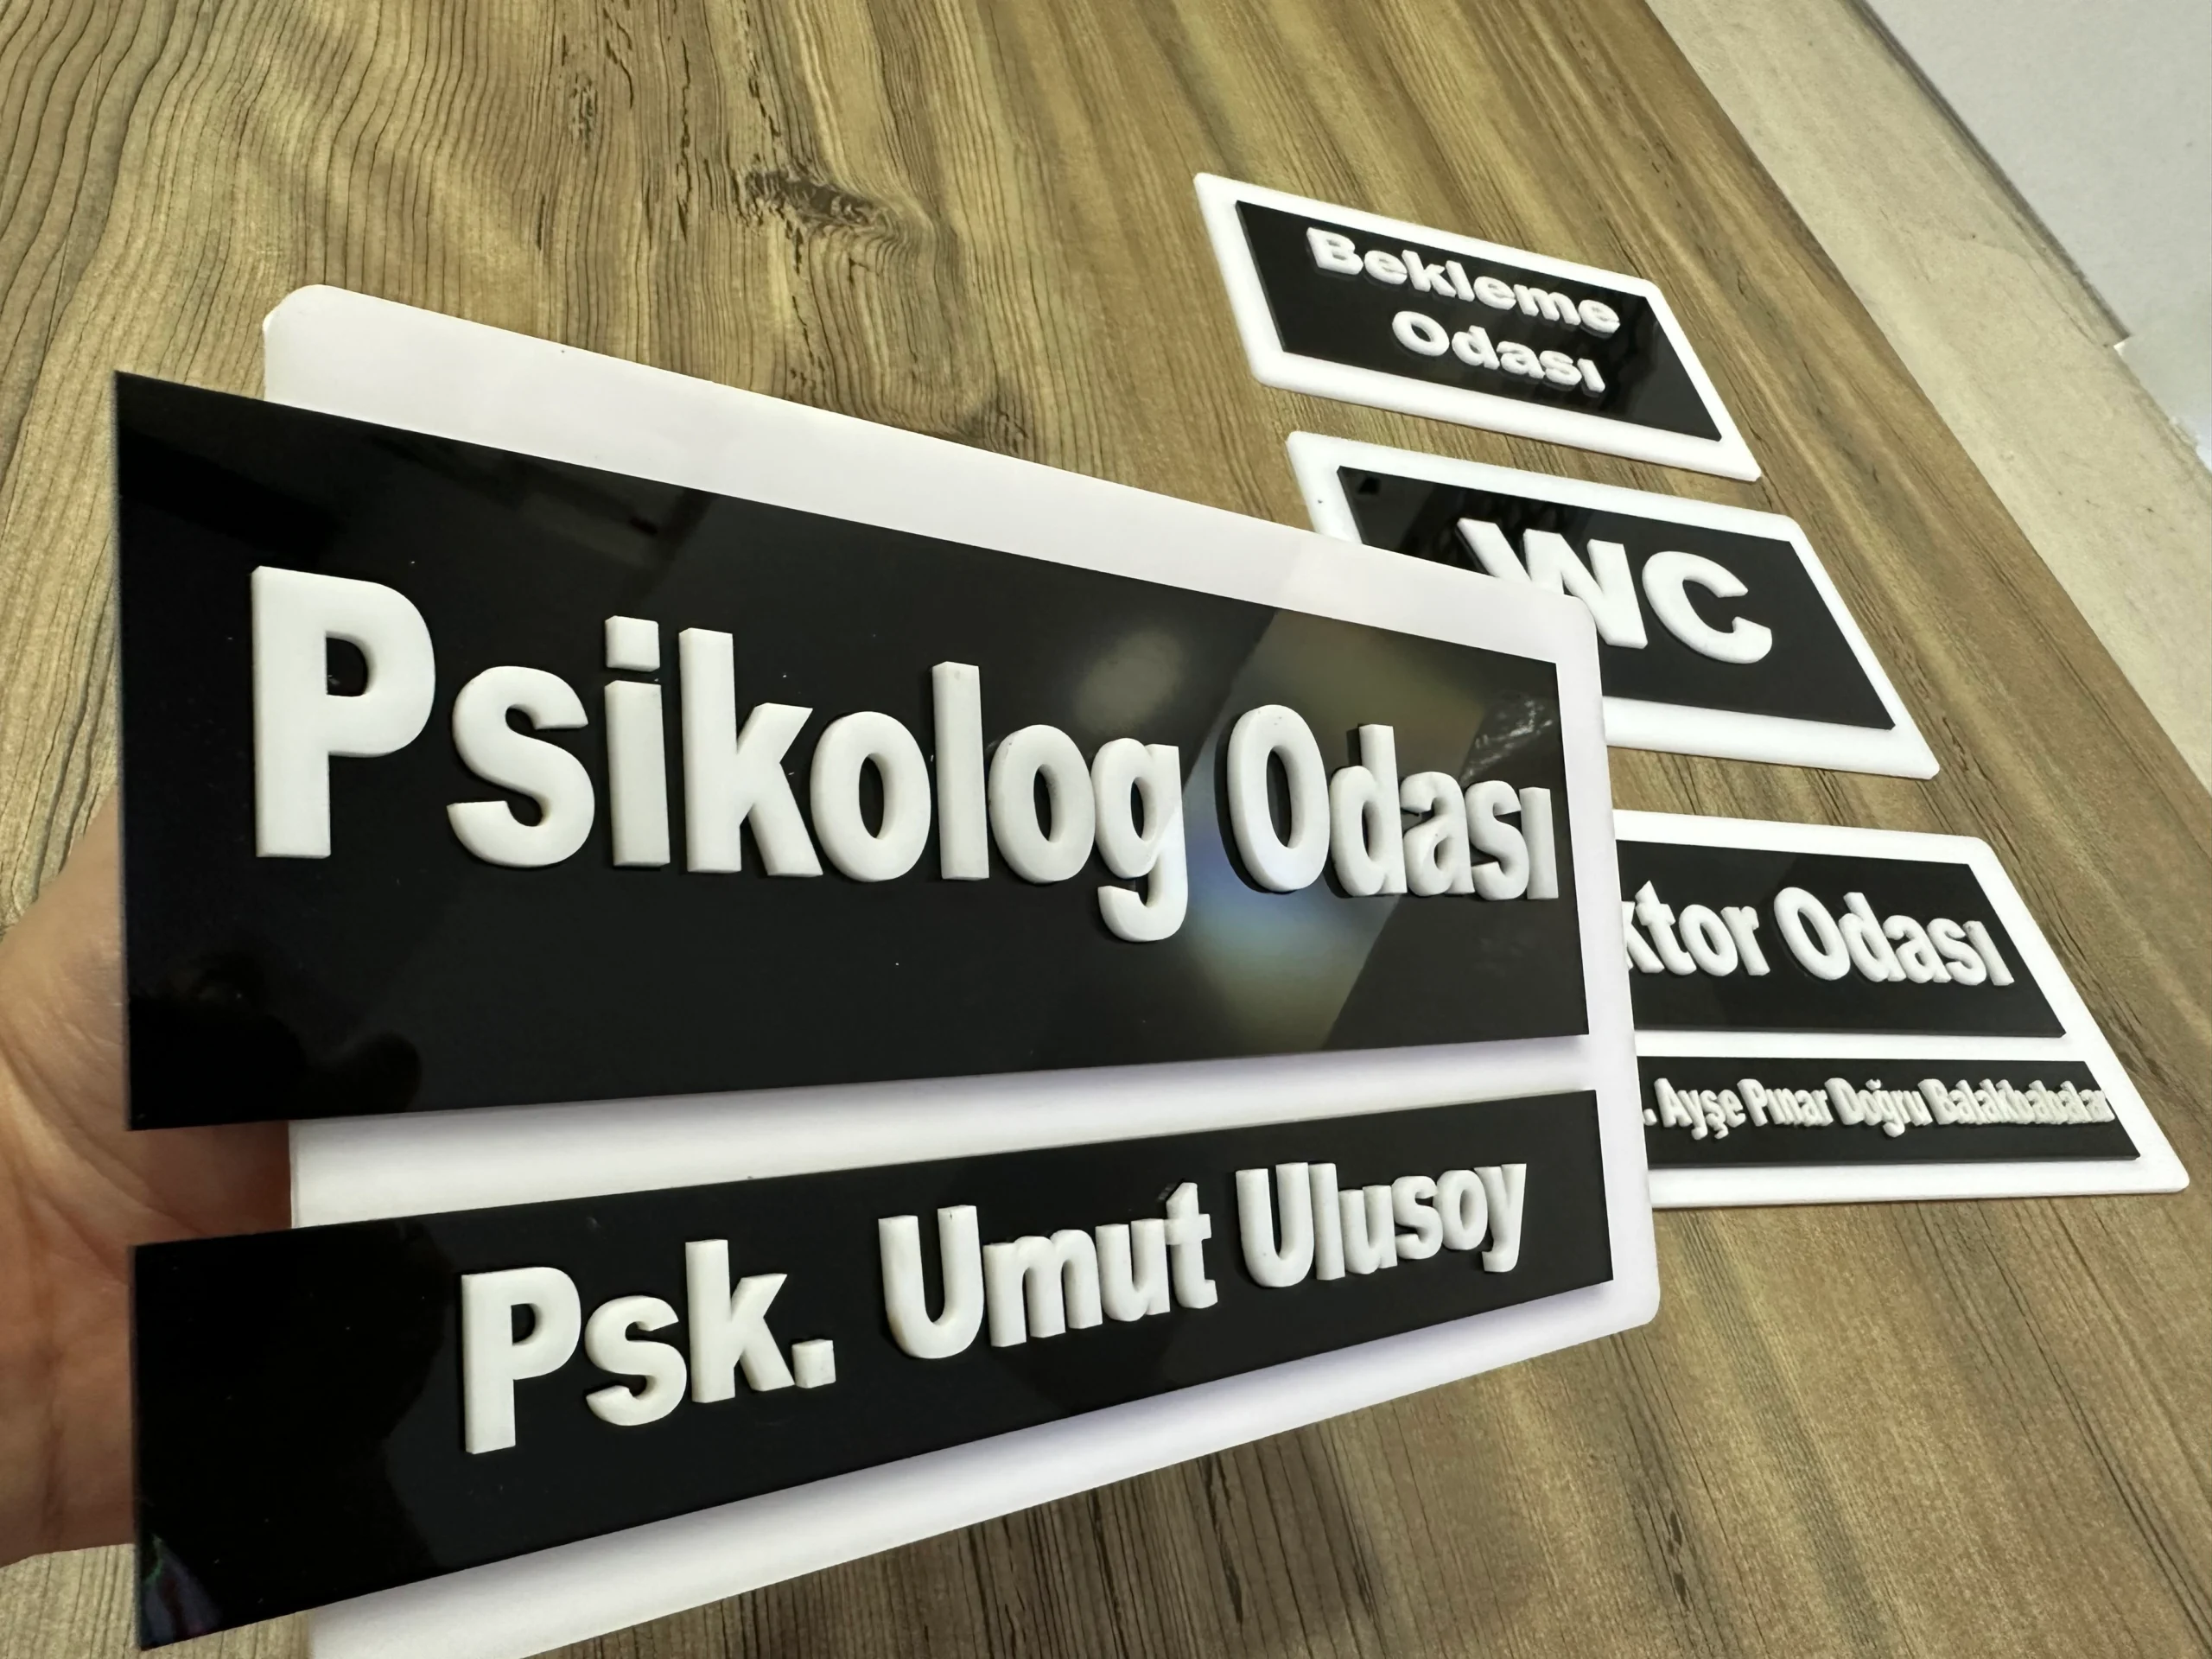 Psikolog Odası
Psk. Umut Ulusoy
Bekleme
Odası
WC
ktor Odası
. Ayşe Pınar Doğru Balakbabalar